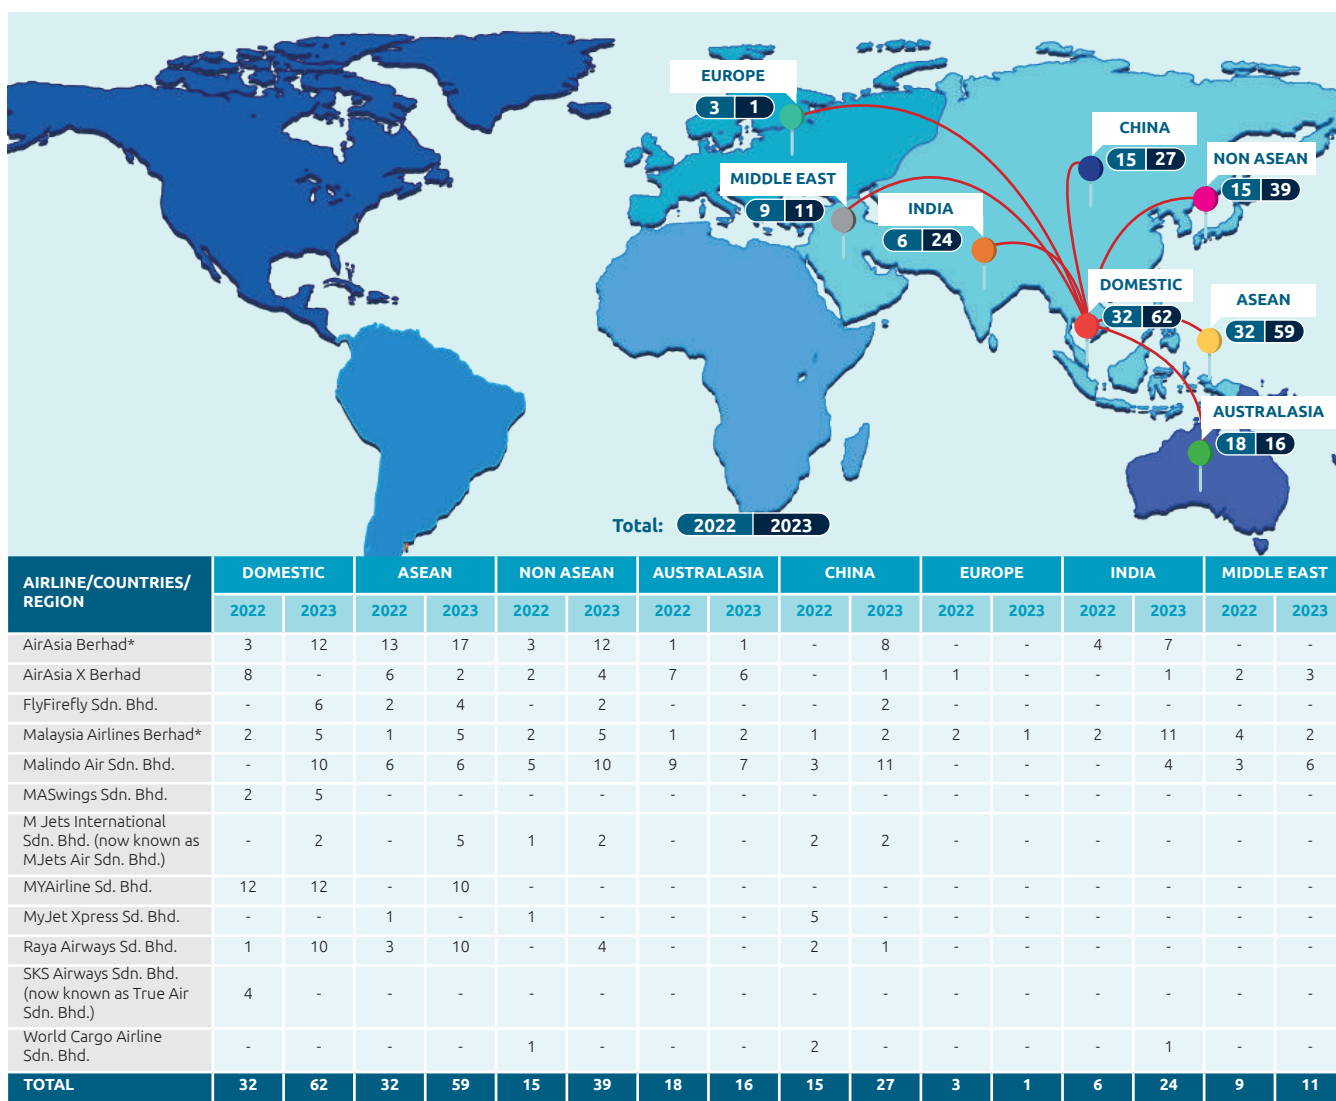 EUROPE
3 1
CHINA
15 27
NON ASEAN
15 39
MIDDLE EAST
9 11
INDIA
6 24
DOMESTIC
32 62
ASEAN
32 59
AUSTRALASIA
18 16
Total: 2022 2023
AIRLINE/COUNTRIES/
REGION
DOMESTIC ASEAN NON ASEAN AUSTRALASIA CHINA EUROPE INDIA MIDDLE EAST
2022 2023 2022 2023 2022 2023 2022 2023 2022 2023 2022 2023 2022 2023 2022 2023
AirAsia Berhad* 3 12 13 17 3 12 1 1 - 8 - - 4 7 - -
AirAsia X Berhad 8 - 6 2 2 4 7 6 - 1 1 - - 1 2 3
FlyFirefly Sdn. Bhd. - 6 2 4 - 2 - - - 2 - - - - - -
Malaysia Airlines Berhad* 2 5 1 5 2 5 1 2 1 2 2 1 2 11 4 2
Malindo Air Sdn. Bhd. - 10 6 6 5 10 9 7 3 11 - - - 4 3 6
MASwings Sdn. Bhd. 2 5 - - - - - - - - - - - - - -
M Jets International
Sdn. Bhd. (now known as - 2 - 5 1 2 - - 2 2 - - - - - -
MJets Air Sdn. Bhd.)
MYAirline Sd. Bhd. 12 12 - 10 - - - - - - - - - - - -
MyJet Xpress Sd. Bhd. - - 1 - 1 - - - 5 - - - - - -
Raya Airways Sd. Bhd. 1 10 3 10 - 4 - - 2 1 - - - - - -
SKS Airways Sdn. Bhd.
(now known as True Air 4 - - - - - - - - - - - - - - -
Sdn. Bhd.)
World Cargo Airline
Sdn. Bhd. - - - - 1 - - - 2 - - - - 1 - -
TOTAL 32 62 32 59 15 39 18 16 15 27 3 1 6 24 9 11